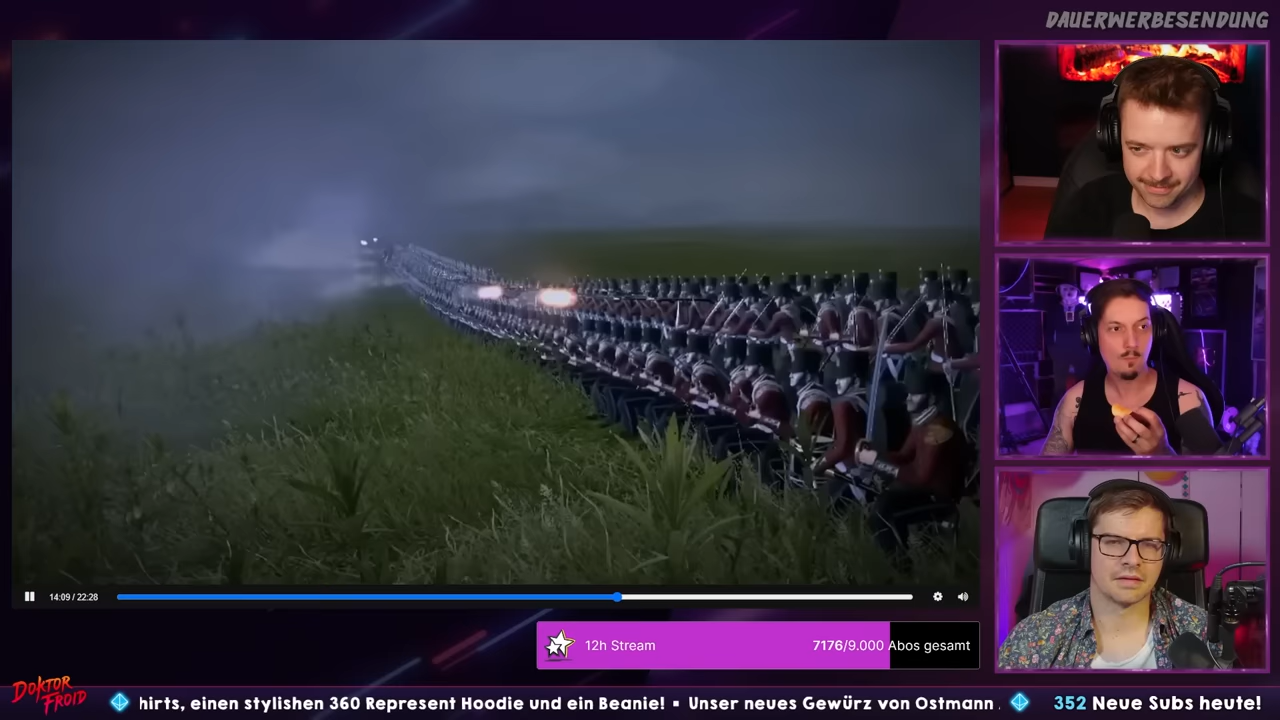 DAUERWERBESENDUNG
14:09 / 22:28
12h Stream
7176/9.000 Abos gesamt
DOKTOR
FROID
hirts, einen stylishen 360 Represent Hoodie und ein Beanie! ▪ Unser neues Gewürz von Ostmann .
352 Neue Subs heute!